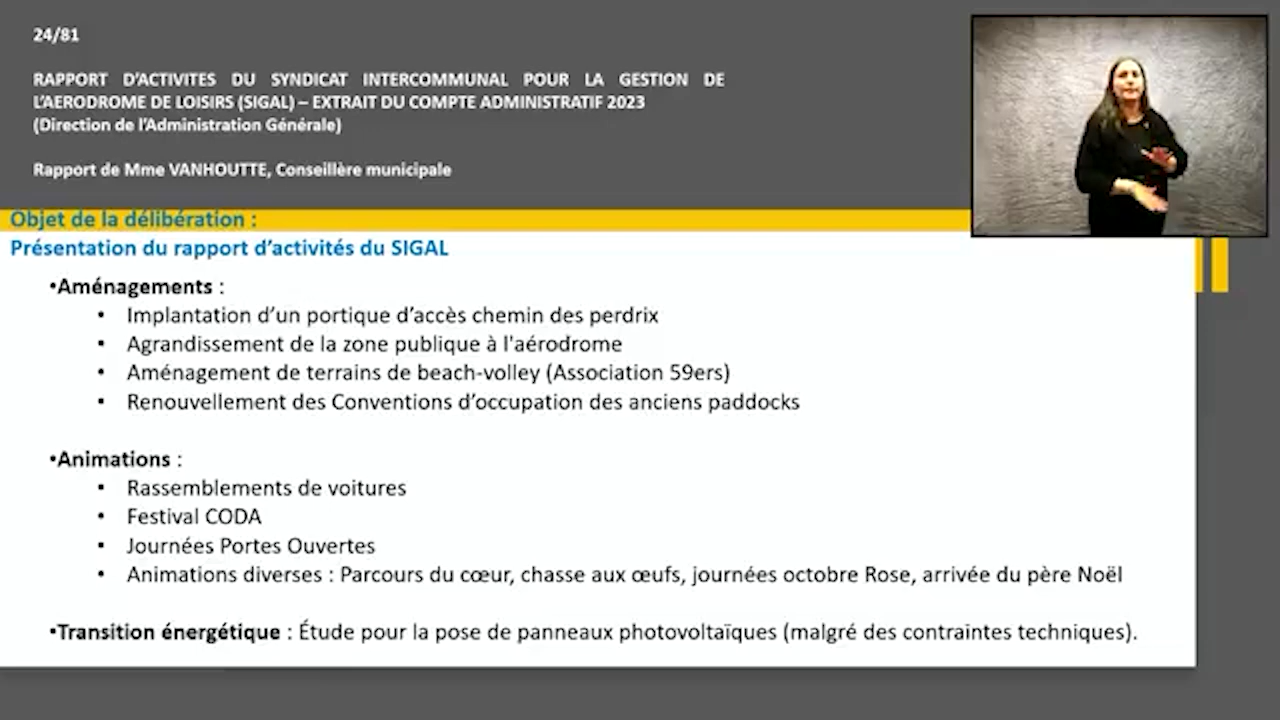 24/81
RAPPORT D'ACTIVITES DU SYNDICAT INTERCOMMUNAL POUR LA GESTION DE
L'AERODROME DE LOISIRS (SIGAL) – EXTRAIT DU COMPTE ADMINISTRATIF 2023
(Direction de l'Administration Générale)
Rapport de Mme VANHOUTTE, Conseillère municipale
Objet de la délibération :
Présentation du rapport d'activités du SIGAL
•Aménagements :
• Implantation d'un portique d'accès chemin des perdrix
• Agrandissement de la zone publique à l'aérodrome
• Aménagement de terrains de beach-volley (Association 59ers)
• Renouvellement des Conventions d'occupation des anciens paddocks
•Animations :
• Rassemblements de voitures
• Festival CODA
• Journées Portes Ouvertes
• Animations diverses : Parcours du cœur, chasse aux œufs, journées octobre Rose, arrivée du père Noël
•Transition énergétique : Étude pour la pose de panneaux photovoltaïques (malgré des contraintes techniques).